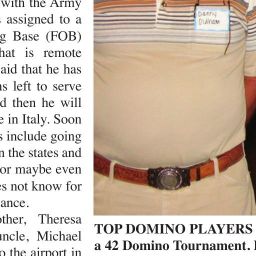 with the Army
assigned to a
g Base (FOB)
hat is remote
aid that he has
s left to serve
d then he will
e in Italy. Soon
s include going
n the states and
or maybe even
es not know for
ance.
other, Theresa
uncle, Michael
o the airport in
Danny
TOP DOMINO PLAYERS
a 42 Domino Tournament.